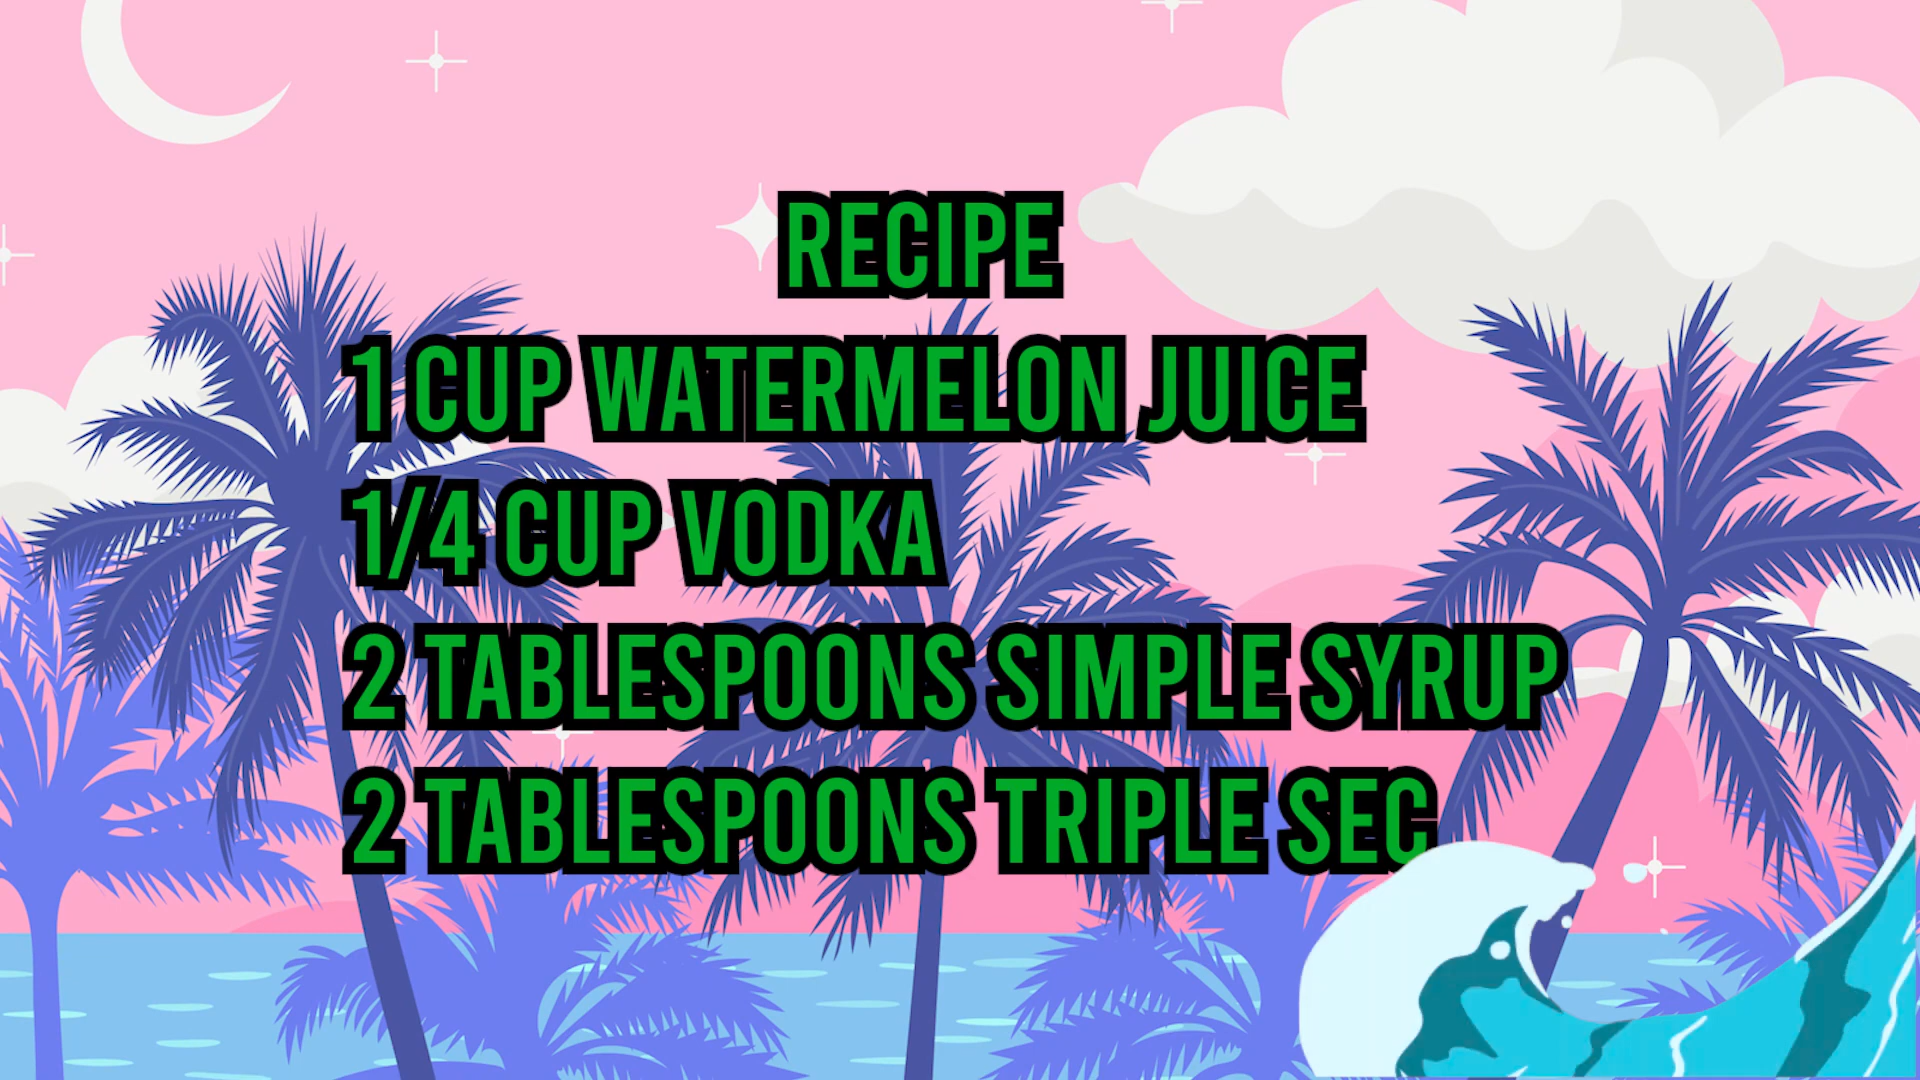 RECIPE
1 CUP WATERMELON JUICE
1/4 CUP VODKA
2 TABLESPOONS SIMPLE SYRUP
2 TABLESPOONS TRIPLE SEC